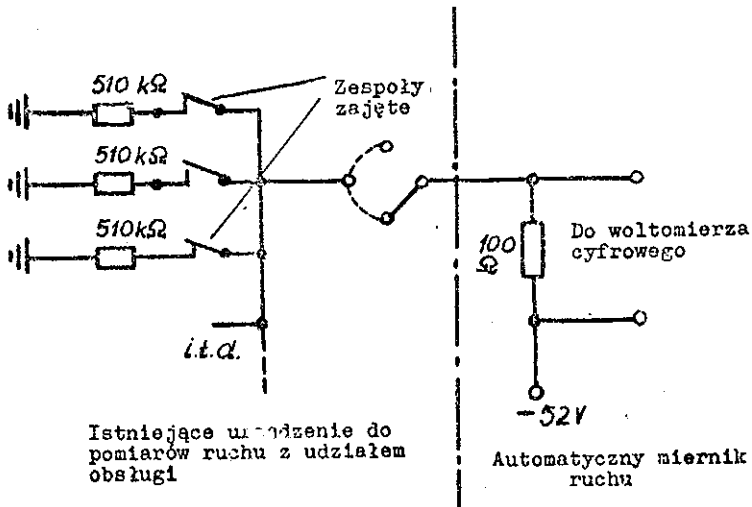 510 kΩ
Zespoły
zajęte
510 kΩ
510 kΩ
100
Ω
Do woltomierza
cyfrowego
i.t.d.
-52V
Istniejące do
pomiarów ruchu z udziałem
obsługi
Automatyczny miernik
ruchu